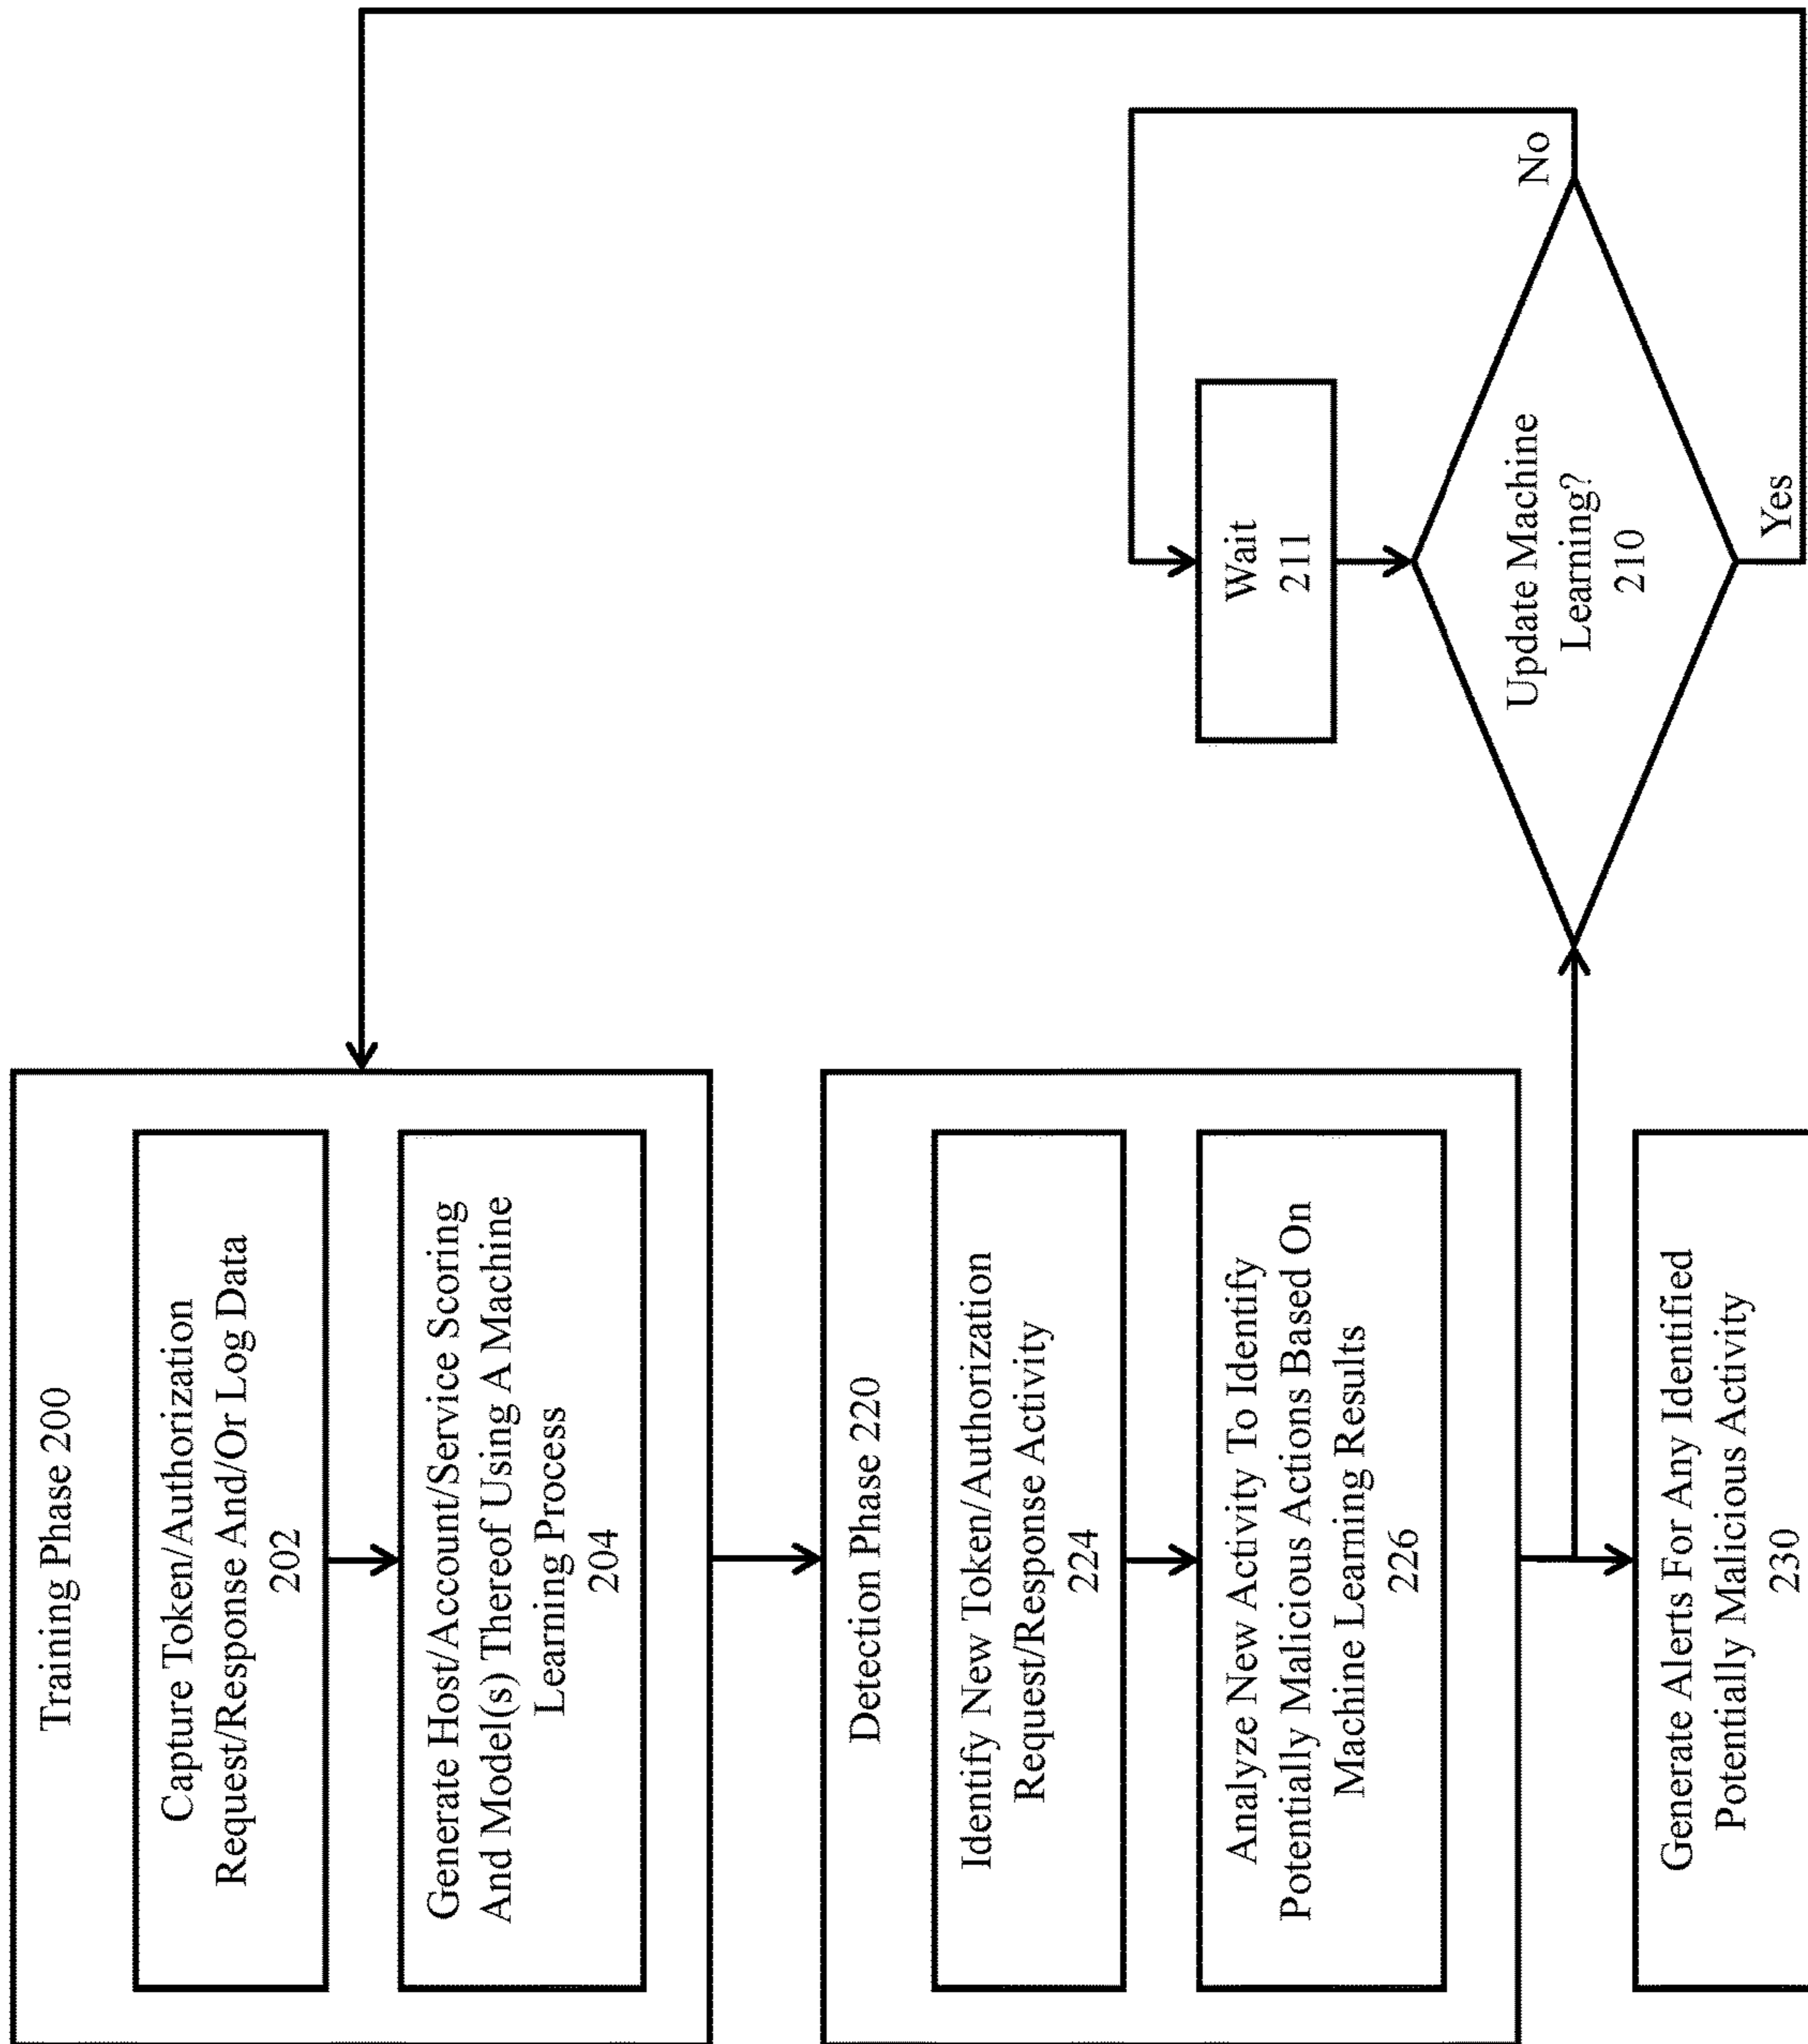 Training Phase 200
Capture Token/Authorization
Request/Response And/Or Log Data
202
Generate Host/Account/Service Scoring
And Model(s) Thereof Using A Machine
Learning Process
204
Detection Phase 220
Identify New Token/Authorization
Request/Response Activity
224
Analyze New Activity To Identify
Potentially Malicious Actions Based On
Machine Learning Results
226
Generate Alerts For Any Identified
Potentially Malicious Activity
230
Wait
211
Update Machine
Learning?
210
No
Yes